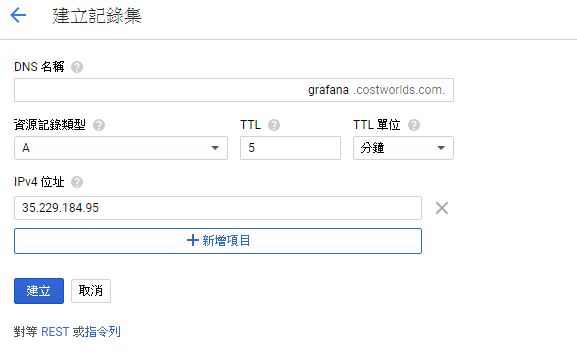 建立記錄集
DNS 名稱
grafana .costworlds.com.
資源記錄類型 TTL TTL 單位
A 5 分鐘
IPv4 位址
35.229.184.95
新增項目
建立 取消
對等 REST 或指令列